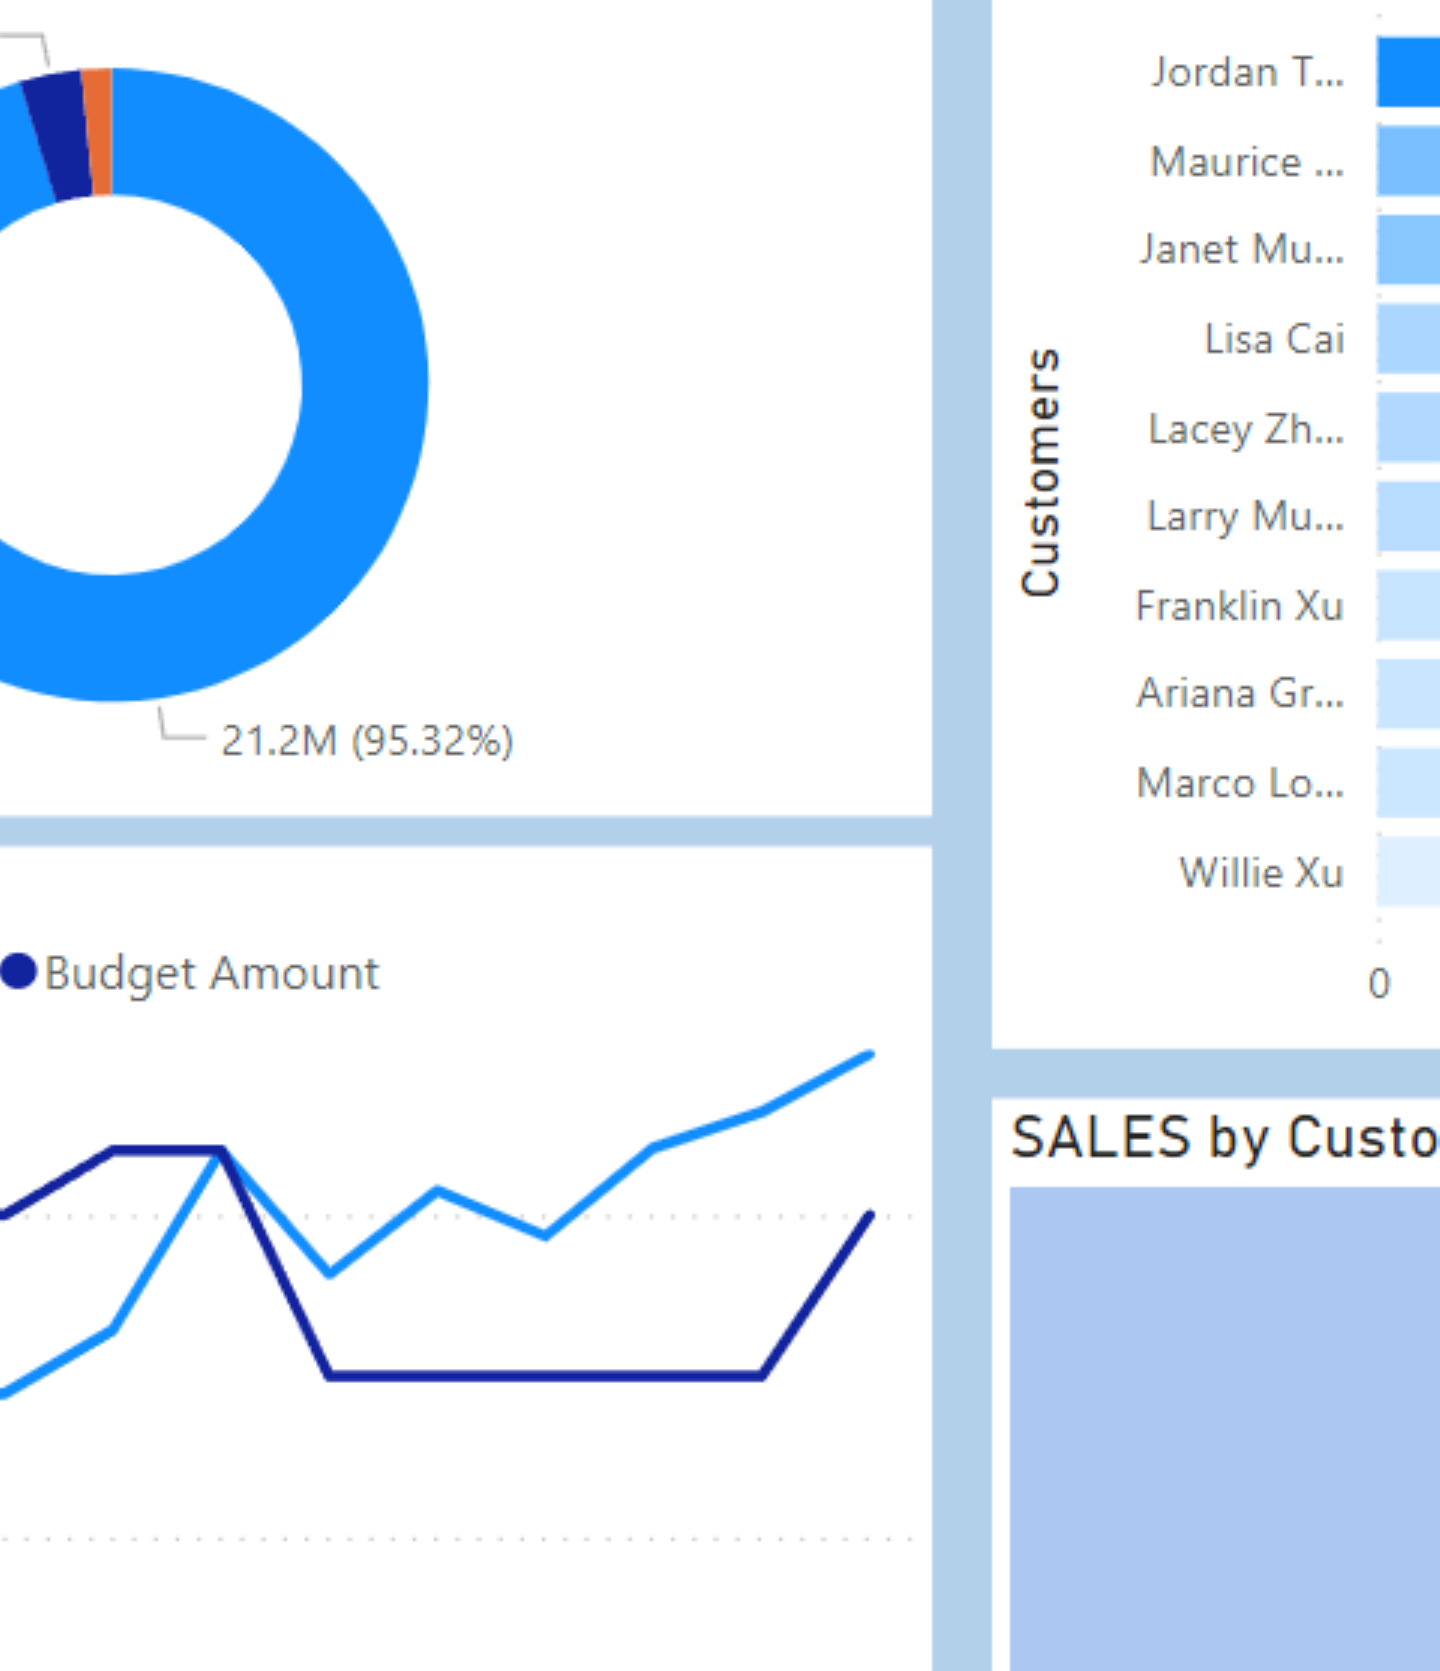 21.2M (95.32%)
Budget Amount
Customers
Jordan T...
Maurice ...
Janet Mu...
Lisa Cai
Lacey Zh...
Larry Mu...
Franklin Xu
Ariana Gr...
Marco Lo...
Willie Xu
0
SALES by Custo